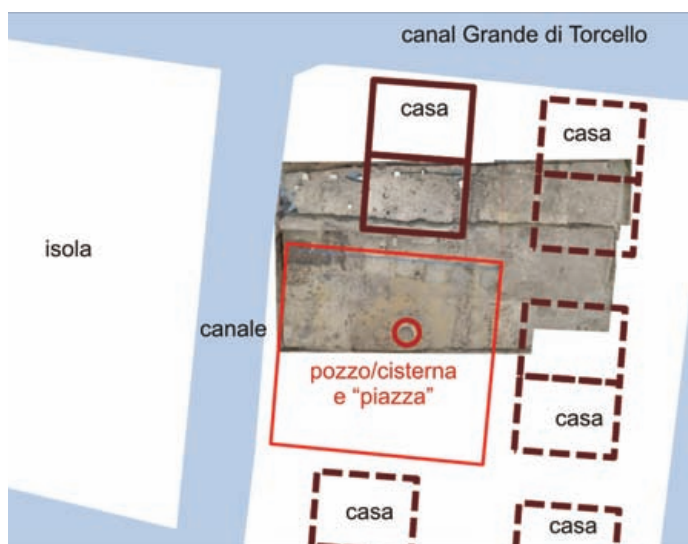 canal Grande di Torcello
casa
casa
isola
canale
pozzo/cisterna
e “piazza”
casa
casa
casa